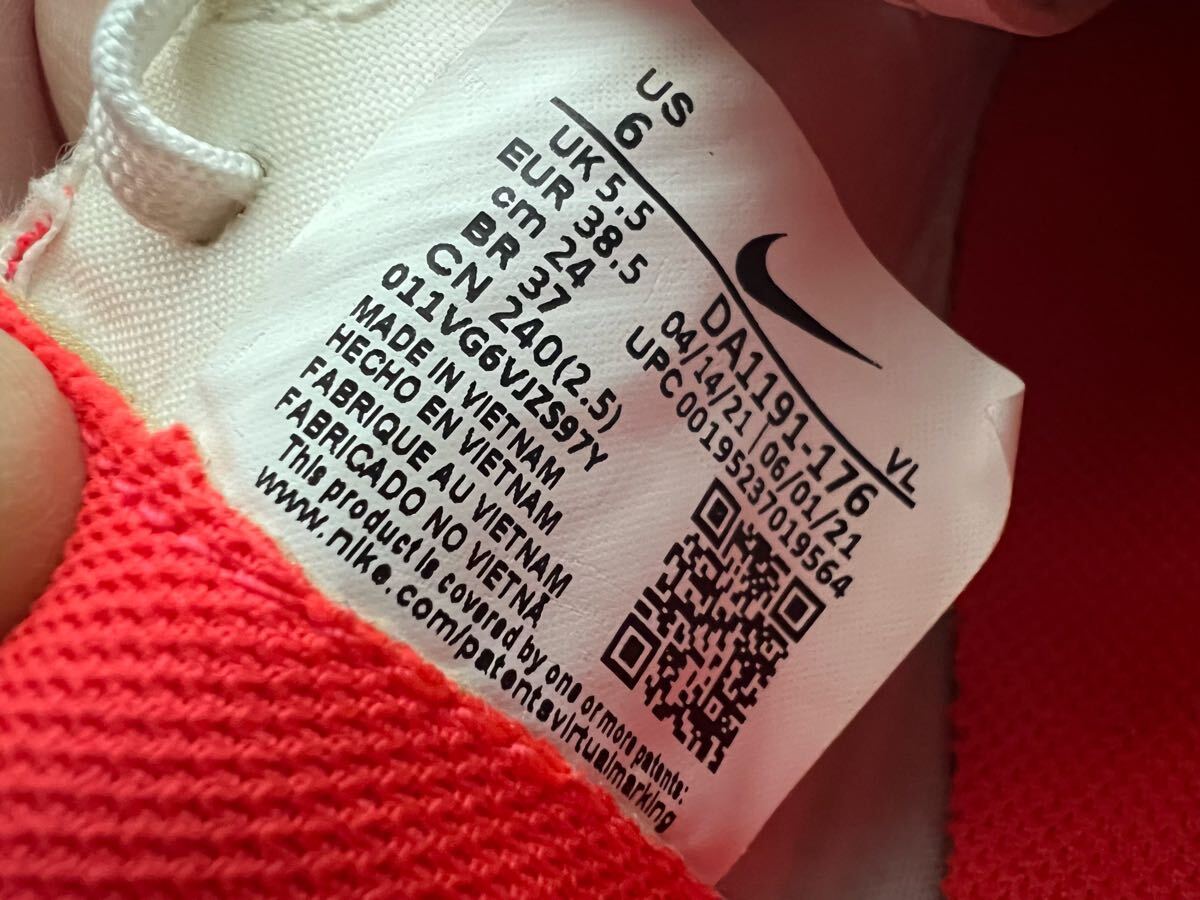 US
6
UK 5.5
EUR 38.5
cm 24
BR 37
CN 240(2.5)
011VG6VJZS97Y
MADE IN VIETNAM
HECHO EN VIETNAM
FABRIQUE AU VIETNAM
FABRICADO NO VIETNÃ
This product is covered by one or more patents:
www.nike.com/patentsvirtualmarking
VL
DA1191-176
04/14/21 | 06/01/21
UPC 00195237019564